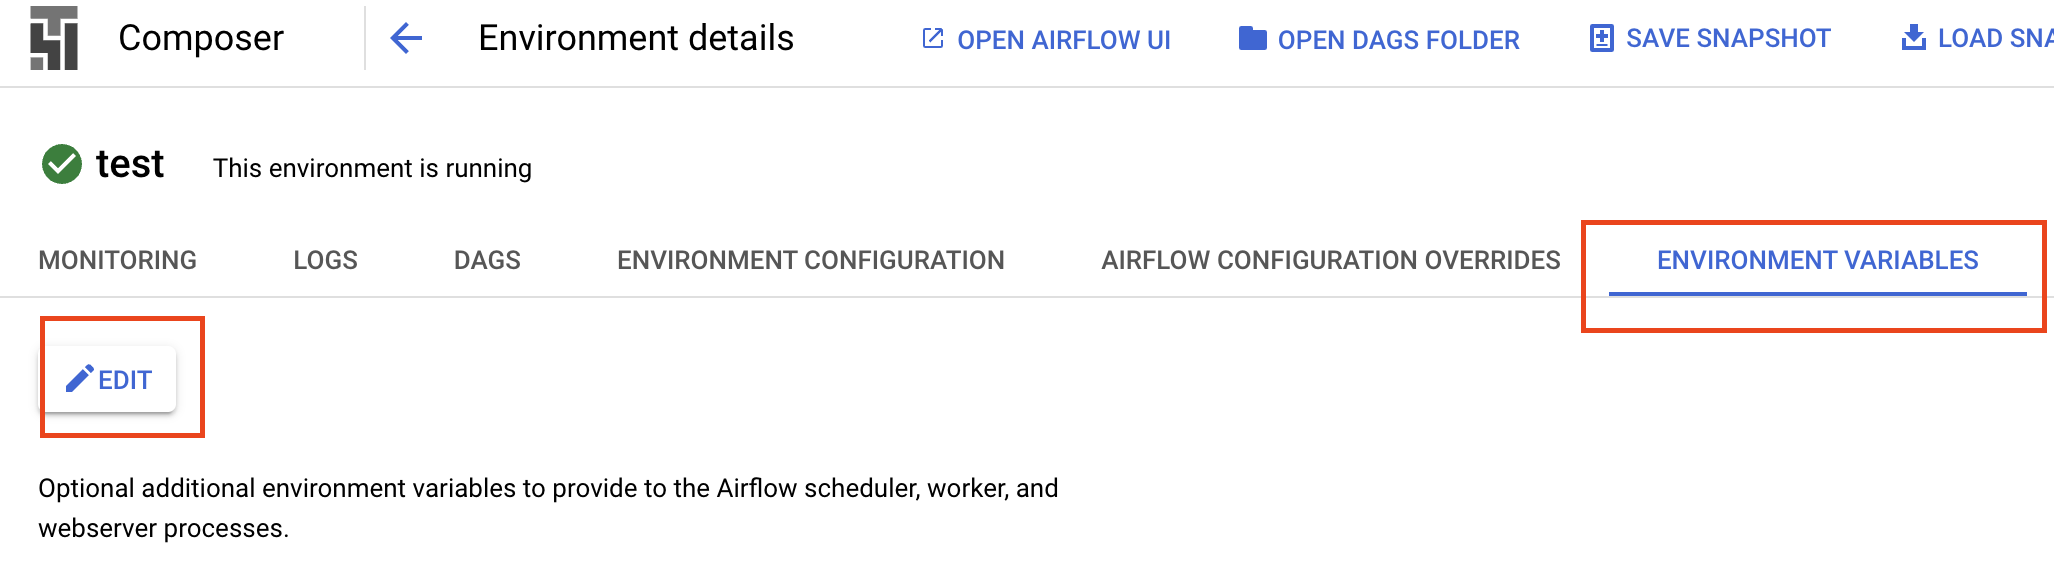 Composer
Environment details
OPEN AIRFLOW UI
OPEN DAGS FOLDER
SAVE SNAPSHOT
LOAD SNA
test
This environment is running
MONITORING
LOGS
DAGS
ENVIRONMENT CONFIGURATION
AIRFLOW CONFIGURATION OVERRIDES
ENVIRONMENT VARIABLES
EDIT
Optional additional environment variables to provide to the Airflow scheduler, worker, and
webserver processes.